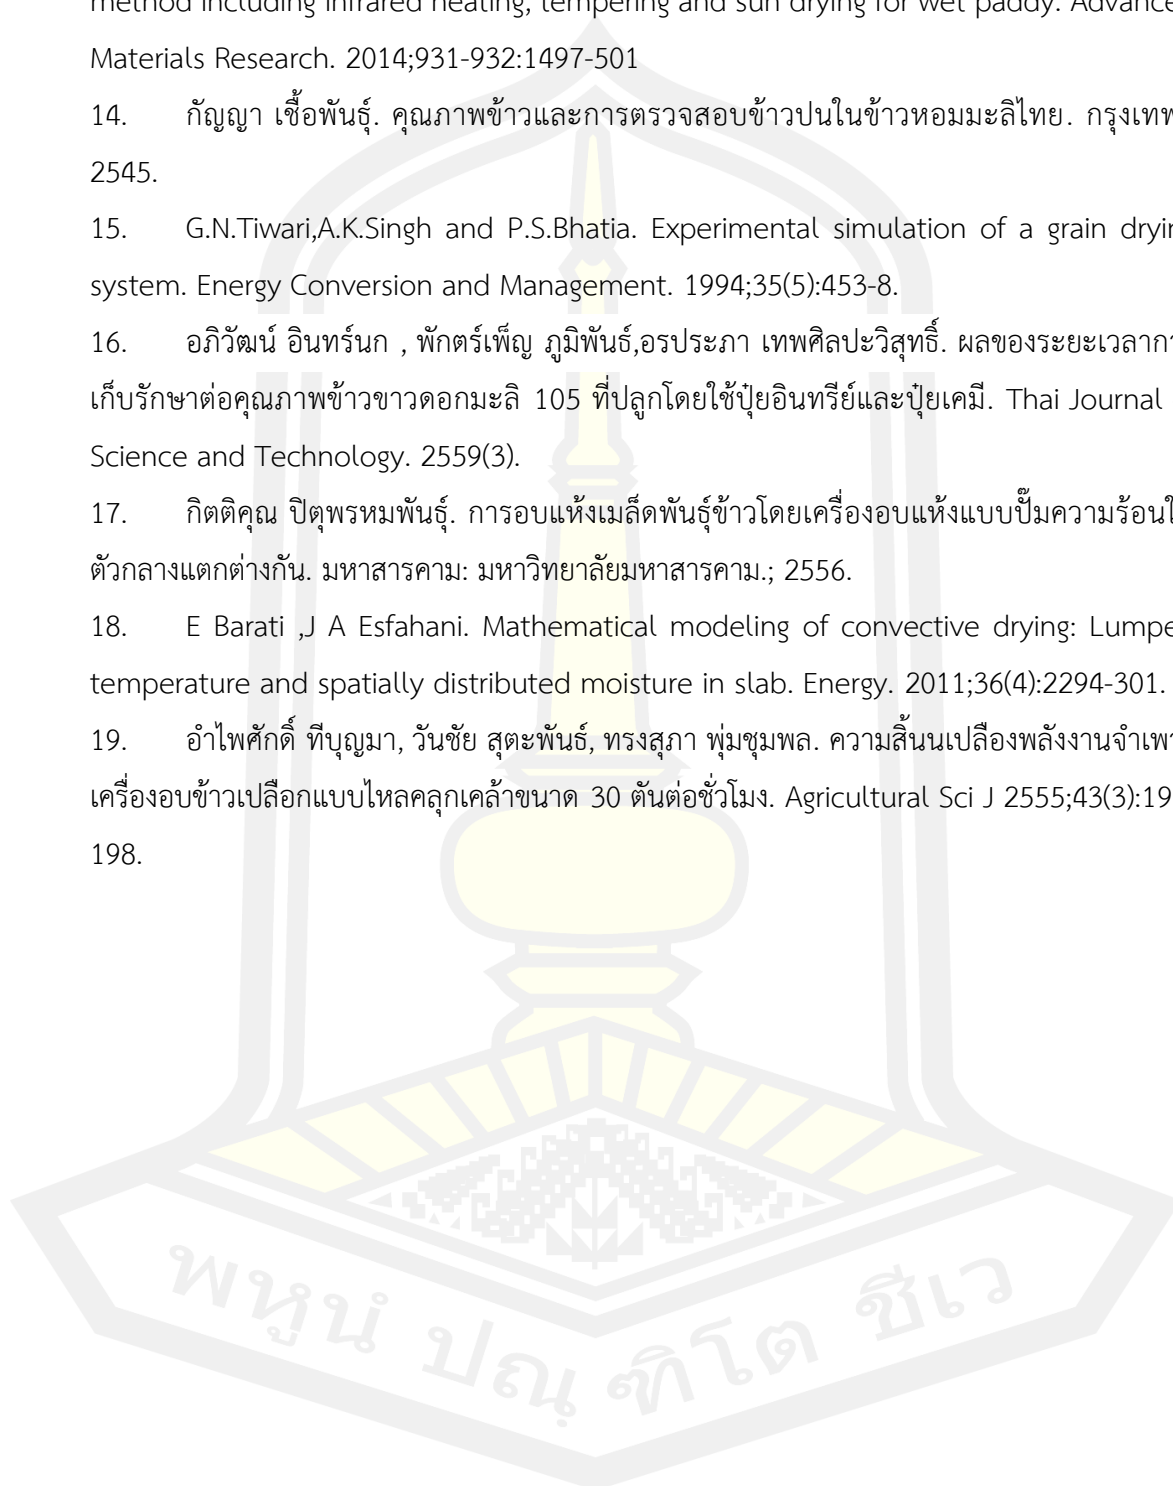 method including infrared heating, tempering and sun drying for wet paddy. Advance
Materials Research. 2014;931-932:1497-501
14. กัญญา เชื้อพันธุ์. คุณภาพข้าวและการตรวจสอบข้าวปนในข้าวหอมมะลิไทย. กรุงเทพ
2545.
15. G.N.Tiwari,A.K.Singh and P.S.Bhatia. Experimental simulation of a grain dryin
system. Energy Conversion and Management. 1994;35(5):453-8.
16. อภิวัฒน์ อินทร์นก , พักตร์เพ็ญ ภูมิพันธ์,อรประภา เทพศิลปะวิสุทธิ์. ผลของระยะเวลากา
เก็บรักษาต่อคุณภาพข้าวขาวดอกมะลิ 105 ที่ปลูกโดยใช้ปุ๋ยอินทรีย์และปุ๋ยเคมี. Thai Journal
Science and Technology. 2559(3).
17. กิตติคุณ ปิตุพรหมพันธุ์. การอบแห้งเมล็ดพันธุ์ข้าวโดยเครื่องอบแห้งแบบปั๊มความร้อนใ
ตัวกลางแตกต่างกัน. มหาสารคาม: มหาวิทยาลัยมหาสารคาม.; 2556.
18. E Barati ,J A Esfahani. Mathematical modeling of convective drying: Lumpe
temperature and spatially distributed moisture in slab. Energy. 2011;36(4):2294-301.
19. อำไพศักดิ์ ทีบุญมา, วันชัย สุตะพันธ์, ทรงสุภา พุ่มชุมพล. ความสิ้นนเปลืองพลังงานจำเพา
เครื่องอบข้าวเปลือกแบบไหลคลุกเคล้าขนาด 30 ตันต่อชั่วโมง. Agricultural Sci J 2555;43(3):19
198.
พหูนํ ปณฺฑิโต ชีเว